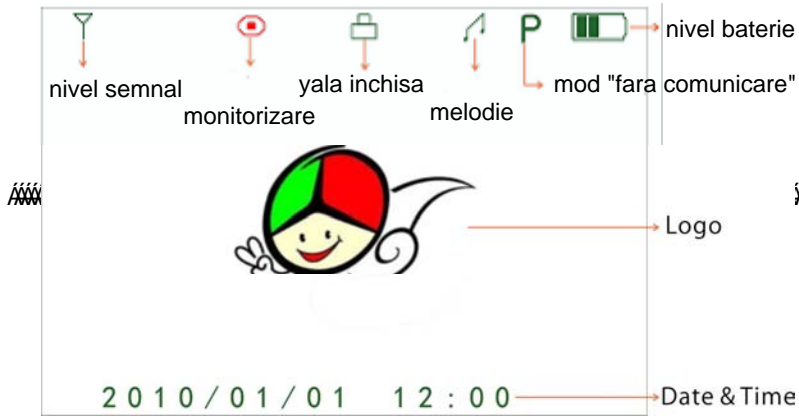 P
nivel baterie
nivel semnal
yala inchisa
mod "fara comunicare"
monitorizare
melodie
Logo
2010/01/01 12:00
Date & Time